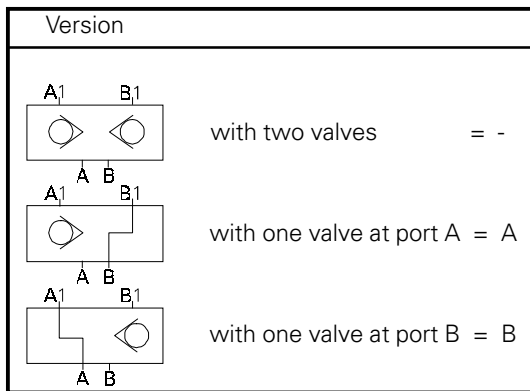 Version
A1 B1
with two valves = -
A B
A1 B1
with one valve at port A = A
A B
A1 B1
with one valve at port B = B
A B